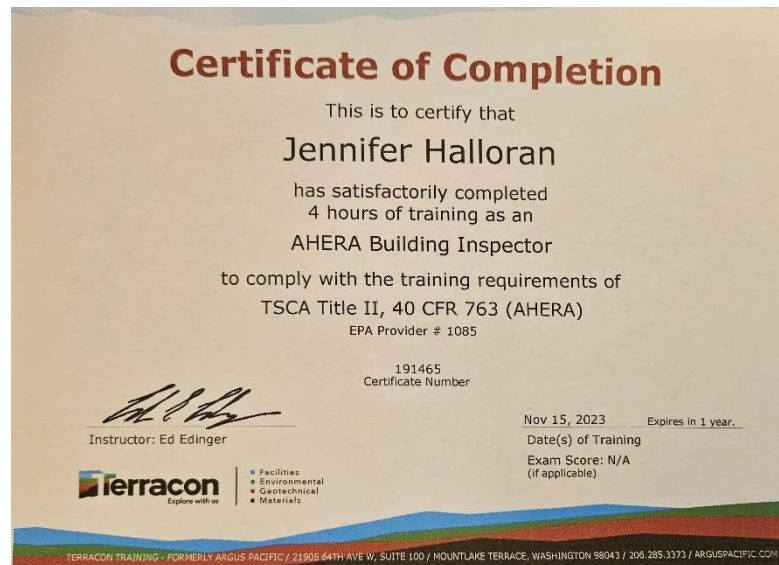 Certificate of Completion
This is to certify that
Jennifer Halloran
has satisfactorily completed
4 hours of training as an
AHERA Building Inspector
to comply with the training requirements of
TSCA Title II, 40 CFR 763 (AHERA)
EPA Provider # 1085
191465
Certificate Number
Instructor: Ed Edinger
Nov 15, 2023 Expires in 1 year.
Date(s) of Training
Exam Score: N/A
(if applicable)
Terracon
Explore with us
Facilities
Environmental
Geotechnical
Materials
TERRACON TRAINING - FORMERLY ARGUS PACIFIC / 21905 64TH AVE W, SUITE 100 / MOUNTLAKE TERRACE, WASHINGTON 98043 / 206.285.3373 / ARGUSPACIFIC.COM